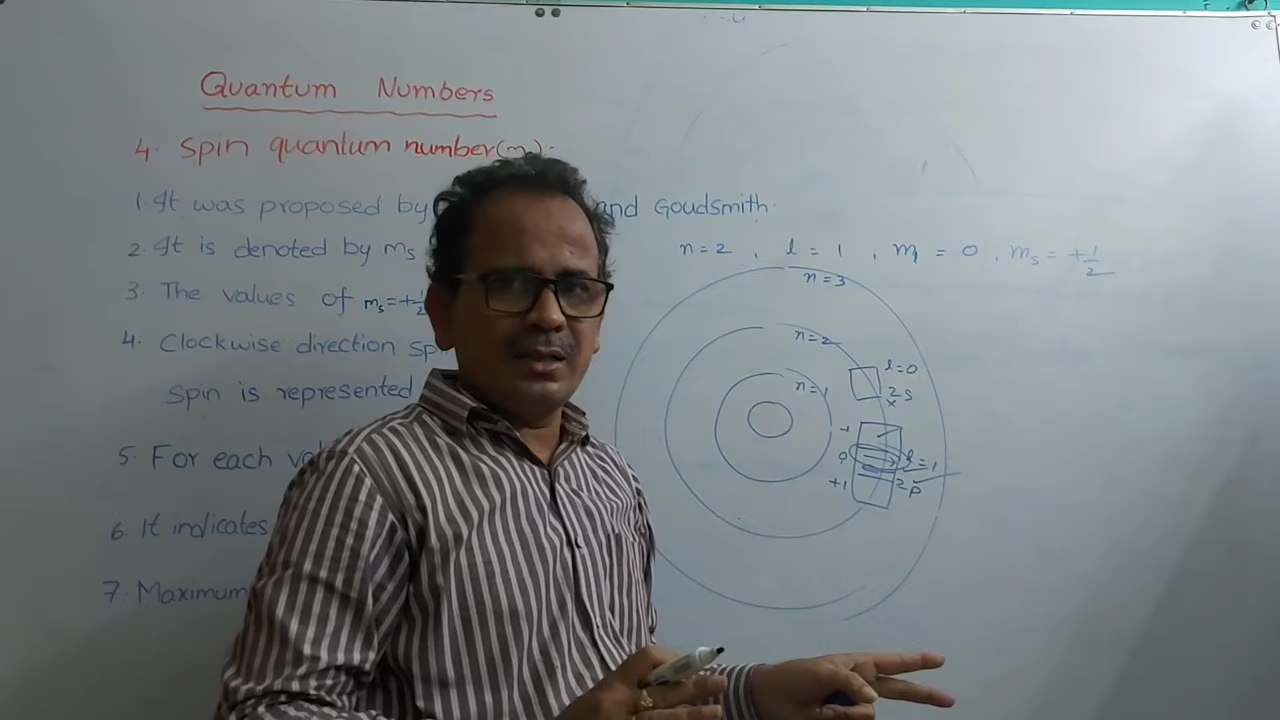 Quantum Numbers
4. Spin quantum number(m
1. It was proposed by and Goudsmith.
2. It is denoted by ms
n=2 , l = 1 , m = 0 , ms = +1/2
3. The values of ms=+1/2
4. Clockwise direction sp
spin is represented
5. For each va
6. It indicates
7. Maximum
n=3
n=2
n=1
l=0
2s
x
0
+1
l=1
2p